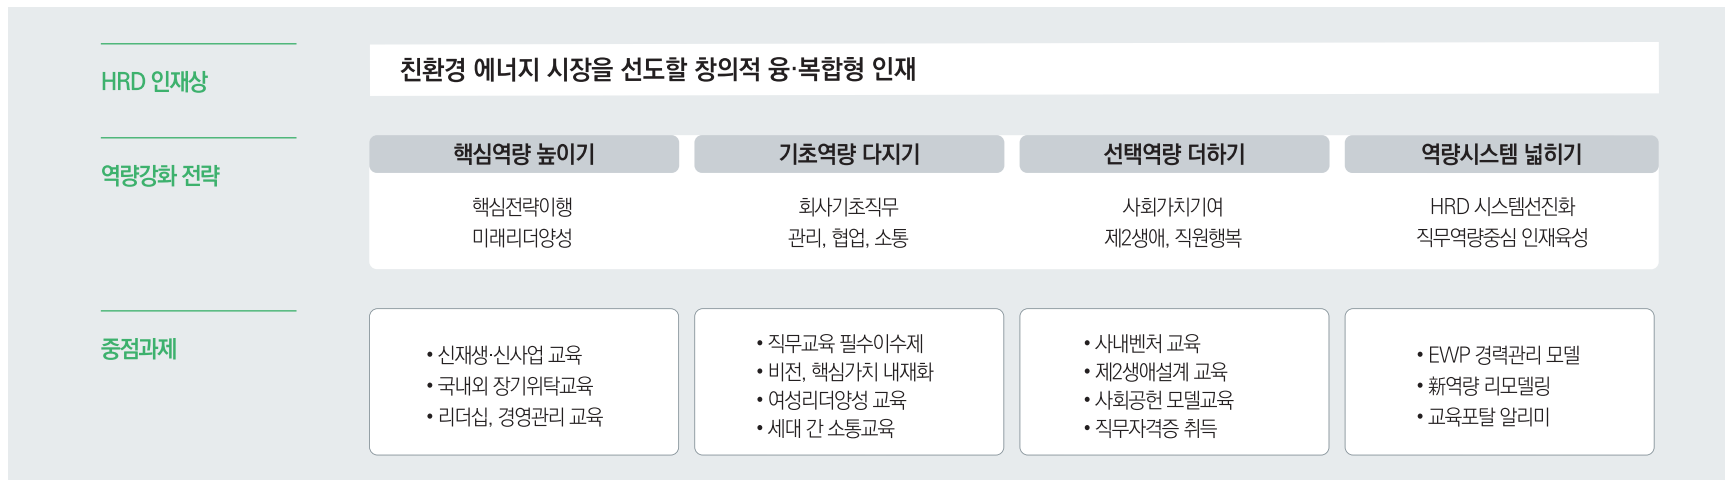 HRD 인재상
친환경 에너지 시장을 선도할 창의적 융·복합형 인재
역량강화 전략
핵심역량 높이기
핵심전략이행
미래리더양성
기초역량 다지기
회사기초직무
관리, 협업, 소통
선택역량 더하기
사회가치기여
제2생애, 직원행복
역량시스템 넓히기
HRD 시스템선진화
직무역량중심 인재육성
중점과제
• 신재생·신사업 교육
• 국내외 장기위탁교육
• 리더십, 경영관리 교육
• 직무교육 필수이수제
• 비전, 핵심가치 내재화
• 여성리더양성 교육
• 세대 간 소통교육
• 사내벤처 교육
• 제2생애설계 교육
• 사회공헌 모델교육
• 직무자격증 취득
• EWP 경력관리 모델
• 新역량 리모델링
• 교육포탈 알리미